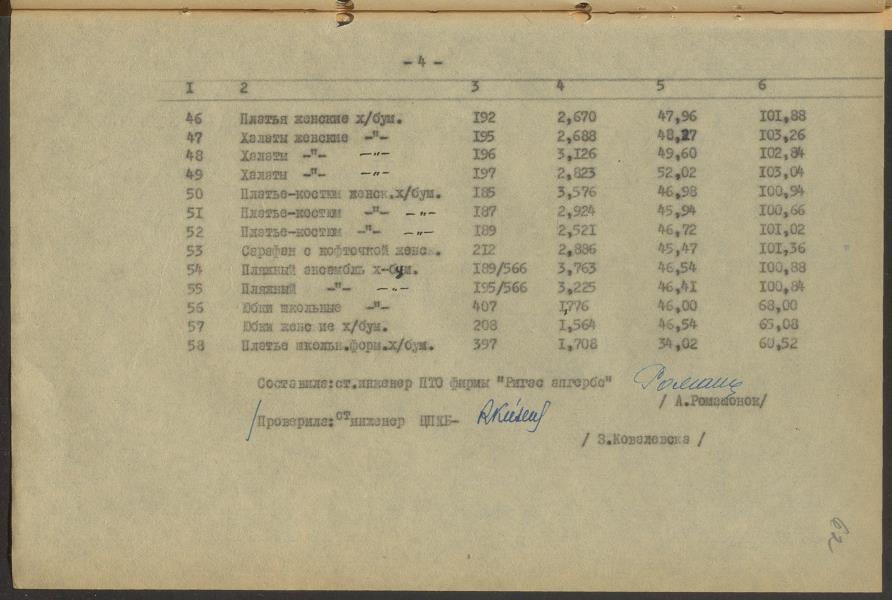 - 4 -
I 2 3 4 5 6
46 Платья женские х/бум. I92 2,670 47,96 I0I,88
47 Халаты женские -"- I95 2,688 48,27 I03,26
48 Халаты -"- -"- I96 3,I26 49,60 I02,84
49 Халаты -"- -"- I97 2,823 52,02 I03,04
50 Платье-костюм женск.х/бум. I85 3,576 46,98 I00,94
51 Платье-костюм -"- -"- I87 2,924 45,94 I00,66
52 Платье-костюм -"- -"- I89 2,521 46,72 I0I,02
53 Сарафан с кофточкой женск. 2I2 2,886 45,47 I0I,36
54 Пляжный ансамбль х-бум. I89/566 3,763 46,54 I00,88
55 Пляжный -"- -"- I95/566 3,225 46,4I I00,84
56 Юбки школьные -"- 407 I,776 46,00 68,00
57 Юбки женс ие х/бум. 208 I,564 46,54 65,08
58 Платье школьн.форм.х/бум. 397 I,708 34,02 60,52
Составила:ст.инженер ПТО фирмы "Ригас апгербс"
/ А.Ромашонок/
/Проверила:ст инженер ЦПКБ-
/ З.Ковалевска /
62